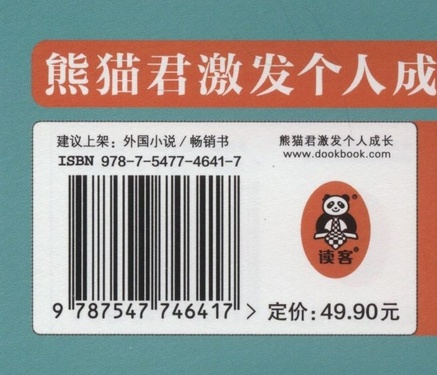 熊猫君激发个人成
建议上架：外国小说/畅销书
ISBN 978-7-5477-4641-7
9 787547 746417 >
熊猫君激发个人成长
www.dookbook.com
读客®
定价：49.90元